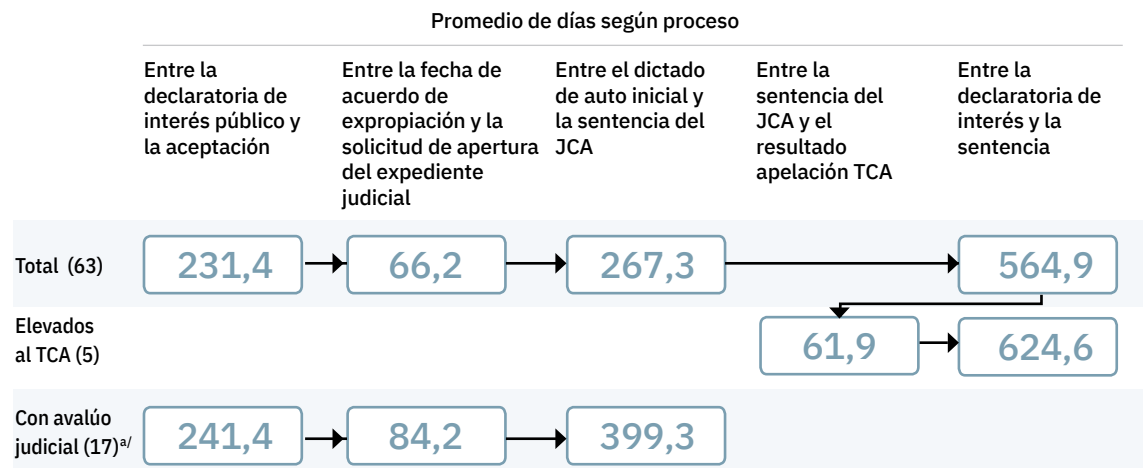 Promedio de días según proceso
Entre la
declaratoria de
interés público y
la aceptación
Entre la fecha de
acuerdo de
expropiación y la
solicitud de apertura
del expediente
judicial
Entre el dictado
de auto inicial y
la sentencia del
JCA
Entre la
sentencia del
JCA y el
resultado
apelación TCA
Entre la
declaratoria de
interés y la
sentencia
Total (63)
231,4
66,2
267,3
564,9
Elevados
al TCA (5)
61,9
624,6
Con avalúo
judicial (17)a/
241,4
84,2
399,3